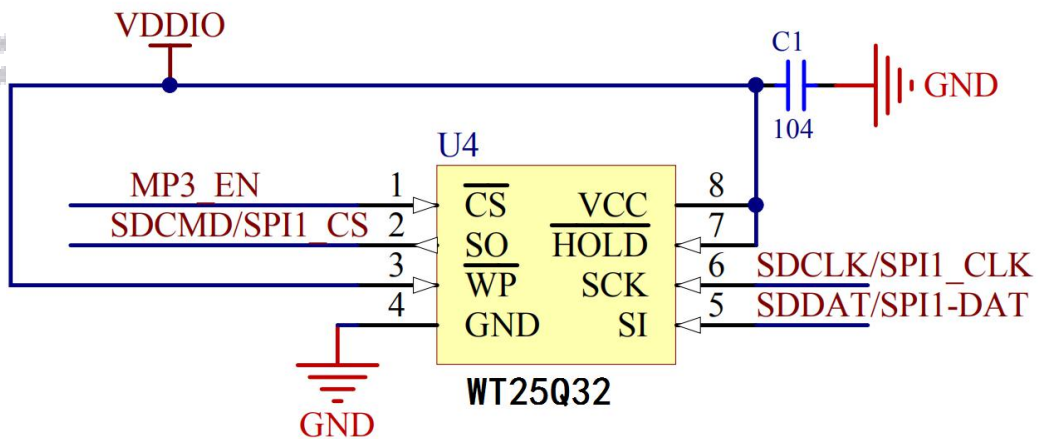 VDDIO
C1
GND
104
U4
MP3_EN 1 CS VCC 8
SDCMD/SPI1_CS 2 SO HOLD 7
3 WP SCK 6 SDCLK/SPI1_CLK
4 GND SI 5 SDDAT/SPI1-DAT
WT25Q32
GND